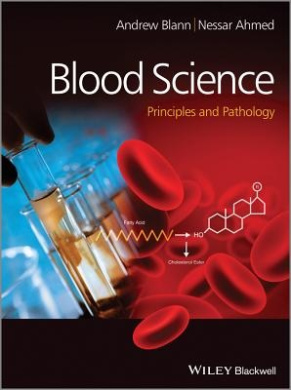 Andrew Blann | Nessar Ahmed
Blood Science
Principles and Pathology
Fatty Acid
HO
Cholesterol Ester
WILEY Blackwell